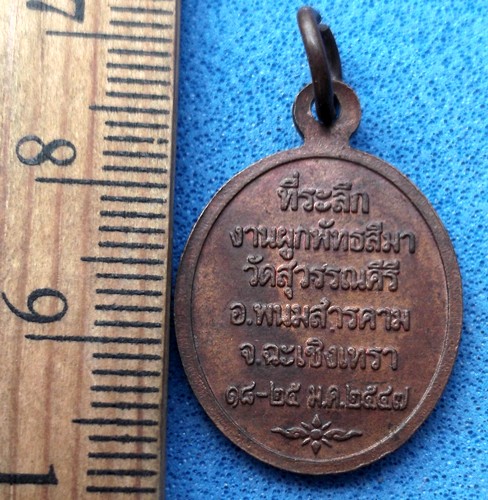 ที่ระลึก
งานผูกพัทธสีมา
วัดสุวรรณคีรี
อ.พนมสารคาม
จ.ฉะเชิงเทรา
๑๘-๒๕ ม.ค.๒๕๔๗
7
8
9
1